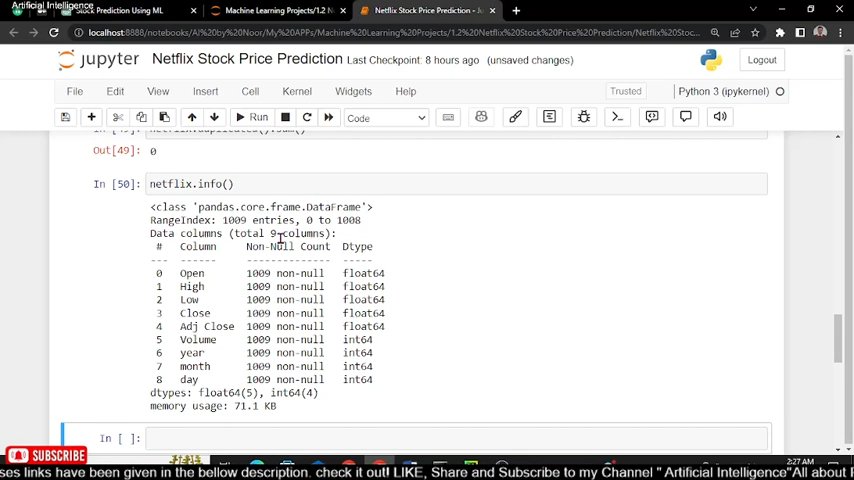 Artificial Intelligence
Stock Prediction Using ML
Machine Learning Projects/1.2 N
Netflix Stock Price Prediction - Ju
localhost:8888/notebooks/AI%20by%20Noor/My%20APPs/Machine%20Learning%20Projects/1.2%20Netflix%20Stock%20Price%20Prediction/Netflix%20Stoc...
jupyter Netflix Stock Price Prediction Last Checkpoint: 8 hours ago (unsaved changes)
Logout
File Edit View Insert Cell Kernel Widgets Help
Trusted
Python 3 (ipykernel)
Run
Code
In [49]: netflix.duplicated().sum()
Out[49]: 0
In [50]: netflix.info()
<class 'pandas.core.frame.DataFrame'>
RangeIndex: 1009 entries, 0 to 1008
Data columns (total 9 columns):
# Column Non-Null Count Dtype
--- ------ -------------- -----
0 Open 1009 non-null float64
1 High 1009 non-null float64
2 Low 1009 non-null float64
3 Close 1009 non-null float64
4 Adj Close 1009 non-null float64
5 Volume 1009 non-null int64
6 year 1009 non-null int64
7 month 1009 non-null int64
8 day 1009 non-null int64
dtypes: float64(5), int64(4)
memory usage: 71.1 KB
In [ ]:
SUBSCRIBE
2:27 AM
ses links have been given in the bellow description. check it out! LIKE, Share and Subscribe to my Channel " Artificial Intelligence"All about